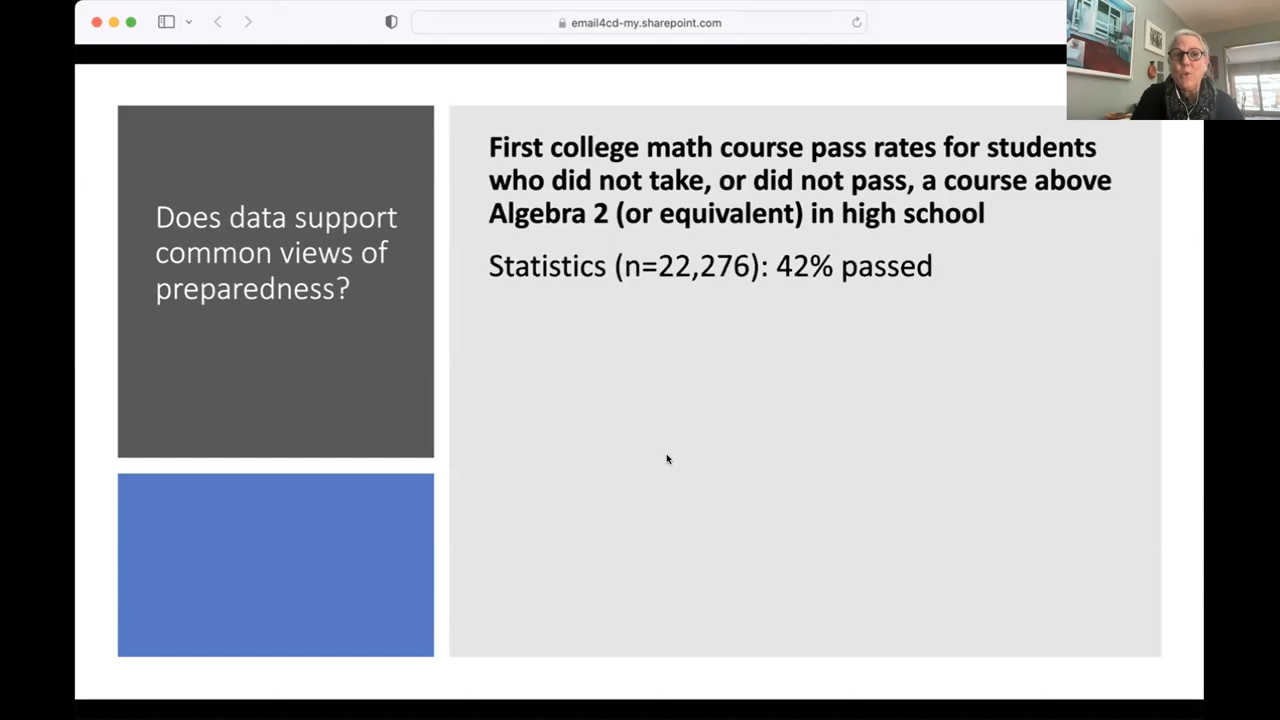 email4cd-my.sharepoint.com
Does data support
common views of
preparedness?
First college math course pass rates for students
who did not take, or did not pass, a course above
Algebra 2 (or equivalent) in high school
Statistics (n=22,276): 42% passed